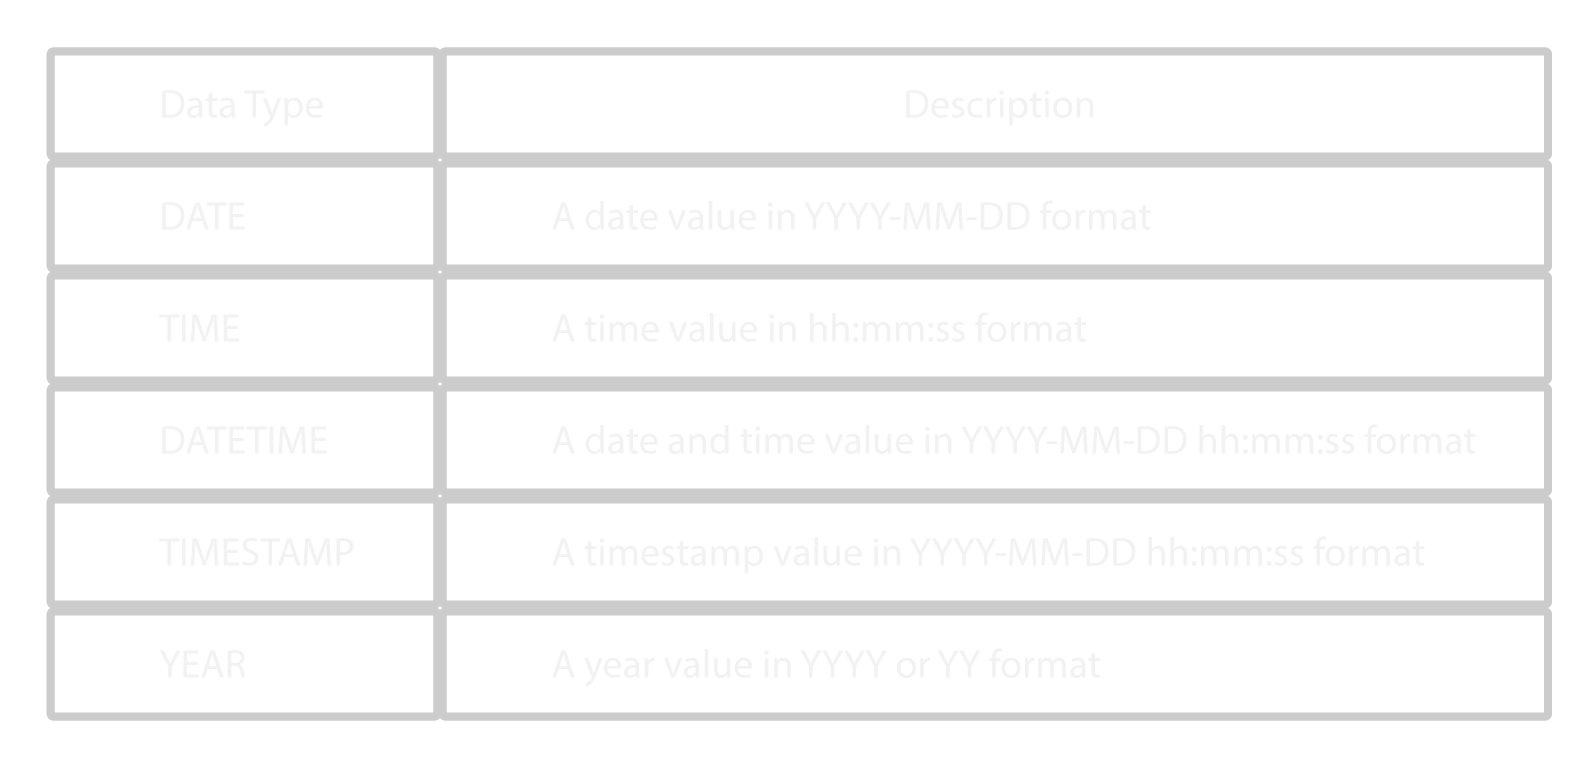 Data Type Description
DATE A date value in YYYY-MM-DD format
TIME A time value in hh:mm:ss format
DATETIME A date and time value in YYYY-MM-DD hh:mm:ss format
TIMESTAMP A timestamp value in YYYY-MM-DD hh:mm:ss format
YEAR A year value in YYYY or YY format